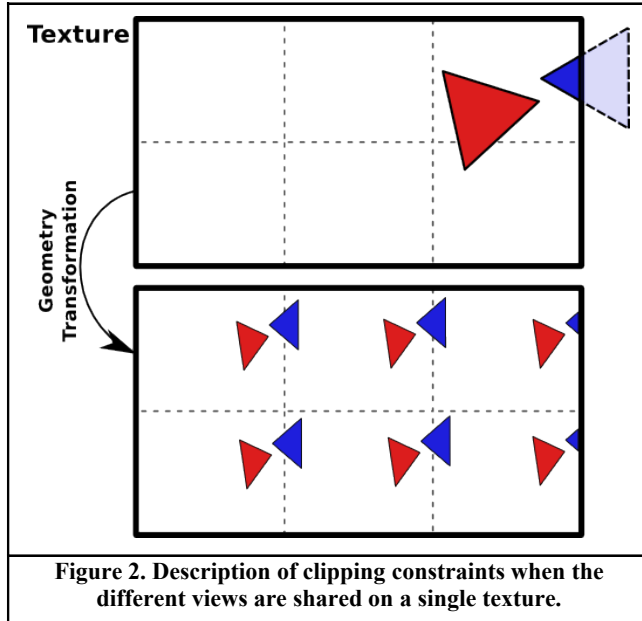 Texture
Geometry
Transformation
Figure 2. Description of clipping constraints when the
different views are shared on a single texture.